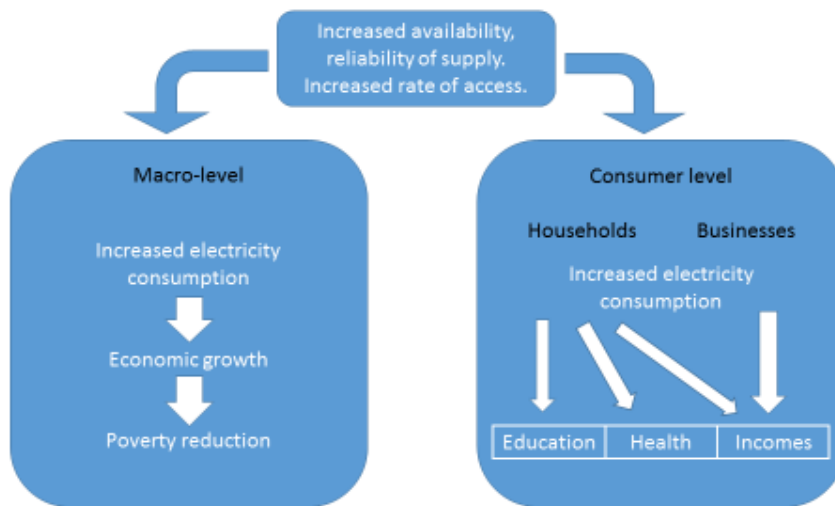 Increased availability,
reliability of supply.
Increased rate of access.
Macro-level
Increased electricity
consumption
Economic growth
Poverty reduction
Consumer level
Households Businesses
Increased electricity
consumption
Education Health Incomes